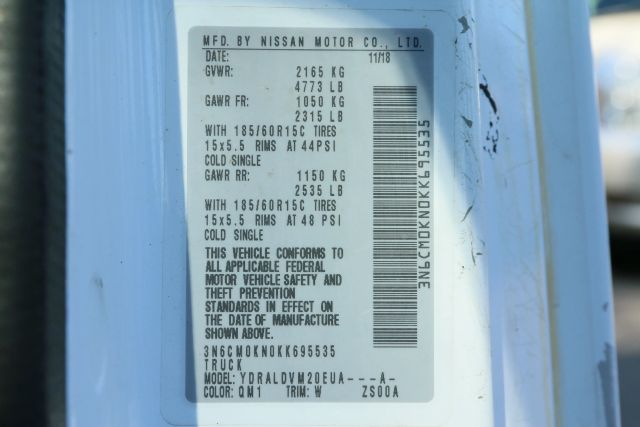 MFD. BY NISSAN MOTOR CO., LTD.
DATE: 11/18
GVWR: 2165 KG
4773 LB
GAWR FR: 1050 KG
2315 LB
WITH 185/60R15C TIRES
15x5.5 RIMS AT 44PSI
COLD SINGLE
GAWR RR: 1150 KG
2535 LB
WITH 185/60R15C TIRES
15x5.5 RIMS AT 48 PSI
COLD SINGLE
THIS VEHICLE CONFORMS TO
ALL APPLICABLE FEDERAL
MOTOR VEHICLE SAFETY AND
THEFT PREVENTION
STANDARDS IN EFFECT ON
THE DATE OF MANUFACTURE
SHOWN ABOVE.
3N6CM0KN0KK695535
TRUCK
MODEL: YDRALDVM20EUA---A-
COLOR: QM1 TRIM: W ZS00A
3N6CM0KN0KK695535